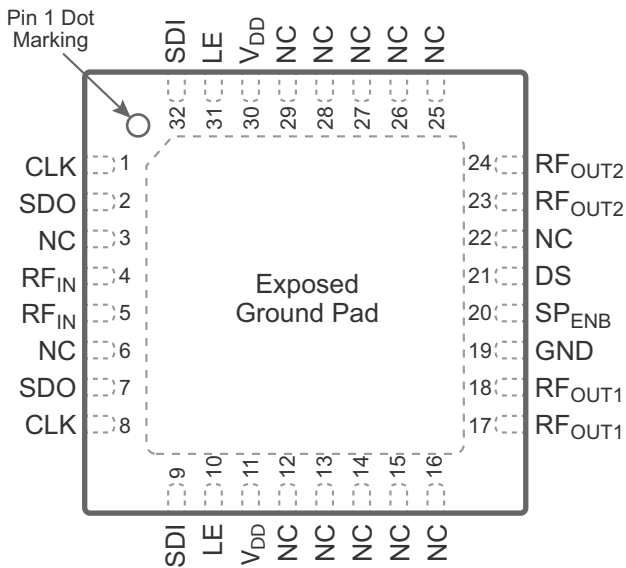 Pin 1 Dot
Marking
SDI LE VDD NC NC NC NC NC
32 31 30 29 28 27 26 25
CLK 1
SDO 2
NC 3
RFIN 4
RFIN 5
NC 6
SDO 7
CLK 8
Exposed
Ground Pad
24 RFOUT2
23 RFOUT2
22 NC
21 DS
20 SPENB
19 GND
18 RFOUT1
17 RFOUT1
9 10 11 12 13 14 15 16
SDI LE VDD NC NC NC NC NC